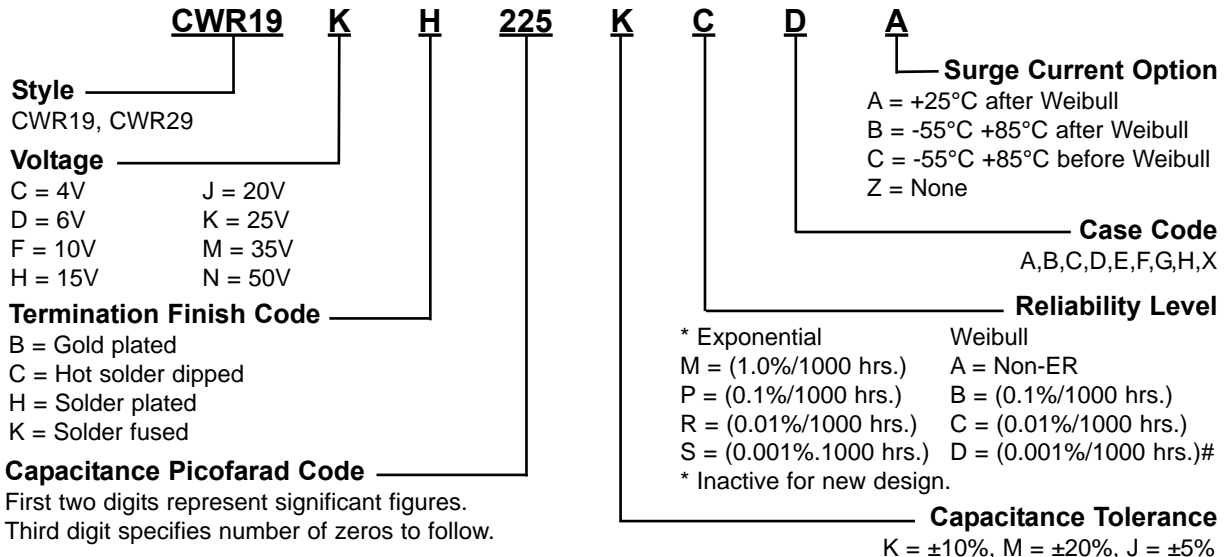 CWR19 K H 225 K C D A
Style
CWR19, CWR29
Voltage
C = 4V J = 20V
D = 6V K = 25V
F = 10V M = 35V
H = 15V N = 50V
Termination Finish Code
B = Gold plated
C = Hot solder dipped
H = Solder plated
K = Solder fused
Capacitance Picofarad Code
First two digits represent significant figures.
Third digit specifies number of zeros to follow.
Surge Current Option
A = +25°C after Weibull
B = -55°C +85°C after Weibull
C = -55°C +85°C before Weibull
Z = None
Case Code
A,B,C,D,E,F,G,H,X
Reliability Level
* Exponential Weibull
M = (1.0%/1000 hrs.) A = Non-ER
P = (0.1%/1000 hrs.) B = (0.1%/1000 hrs.)
R = (0.01%/1000 hrs.) C = (0.01%/1000 hrs.)
S = (0.001%.1000 hrs.) D = (0.001%/1000 hrs.)#
* Inactive for new design.
Capacitance Tolerance
K = ±10%, M = ±20%, J = ±5%